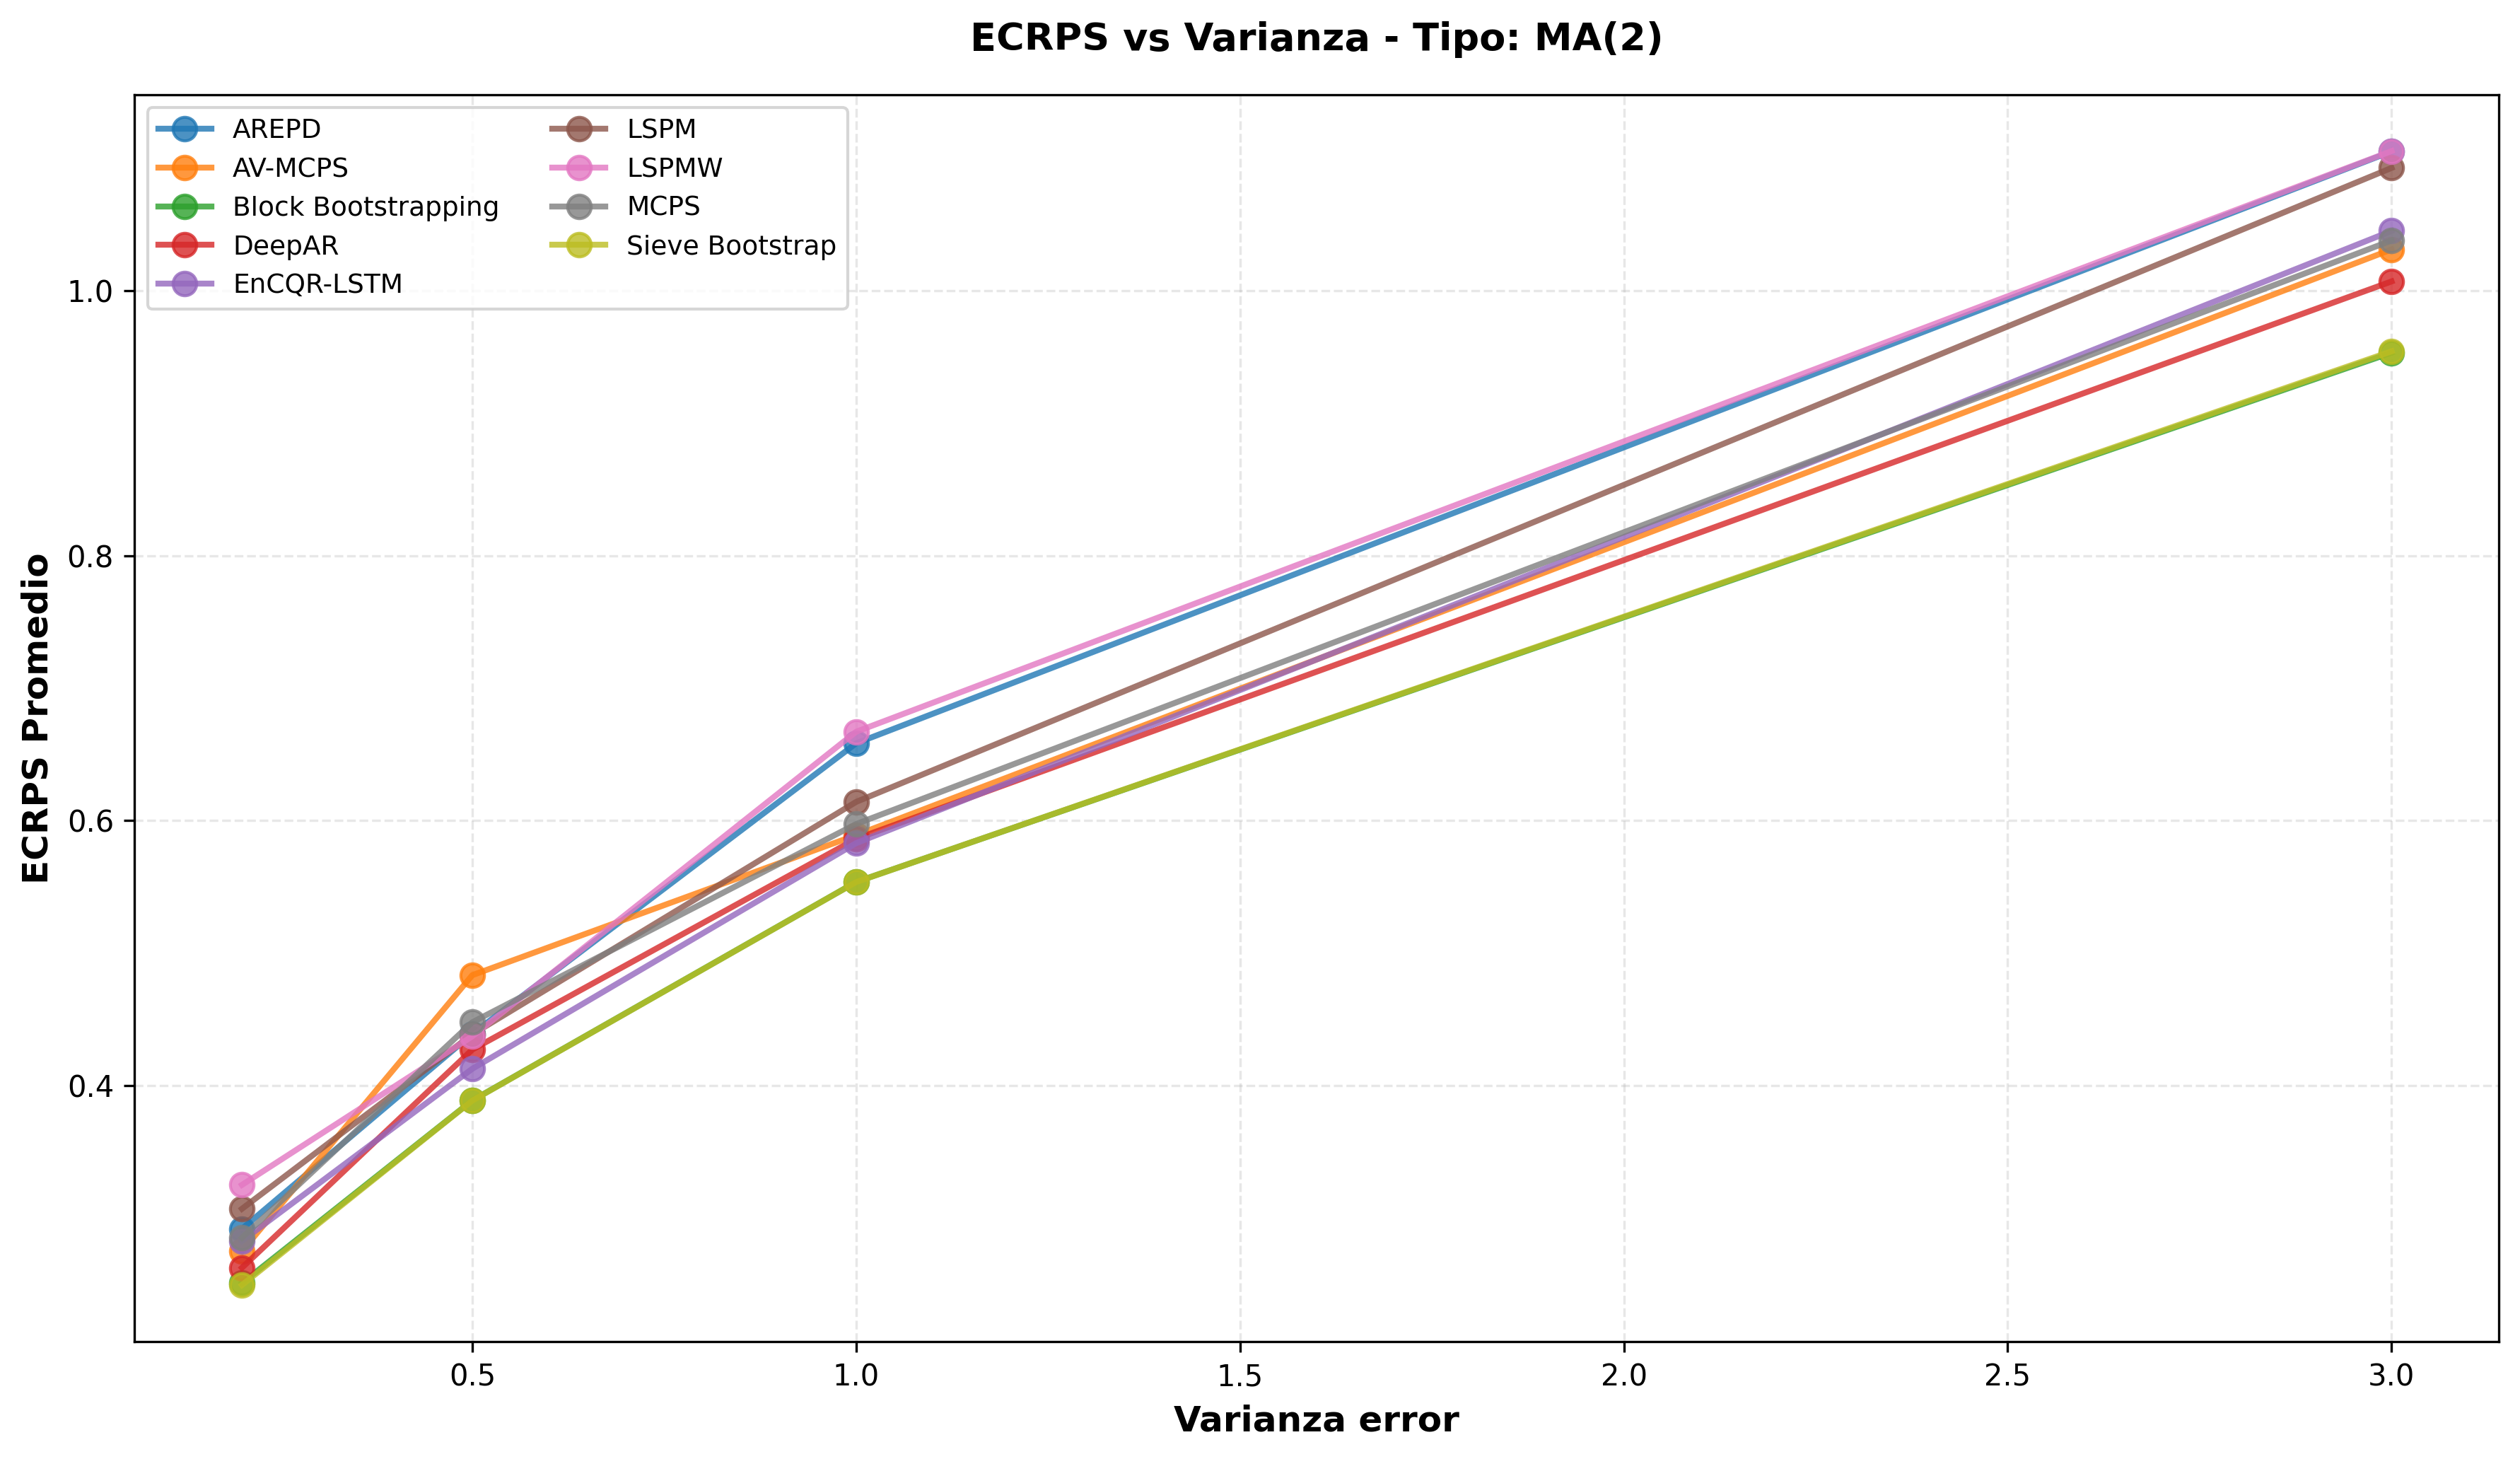 ECRPS vs Varianza - Tipo: MA(2)
AREPD
AV-MCPS
Block Bootstrapping
DeepAR
EnCQR-LSTM
LSPM
LSPMW
MCPS
Sieve Bootstrap
ECRPS Promedio
1.0
0.8
0.6
0.4
0.5
1.0
1.5
2.0
2.5
3.0
Varianza error